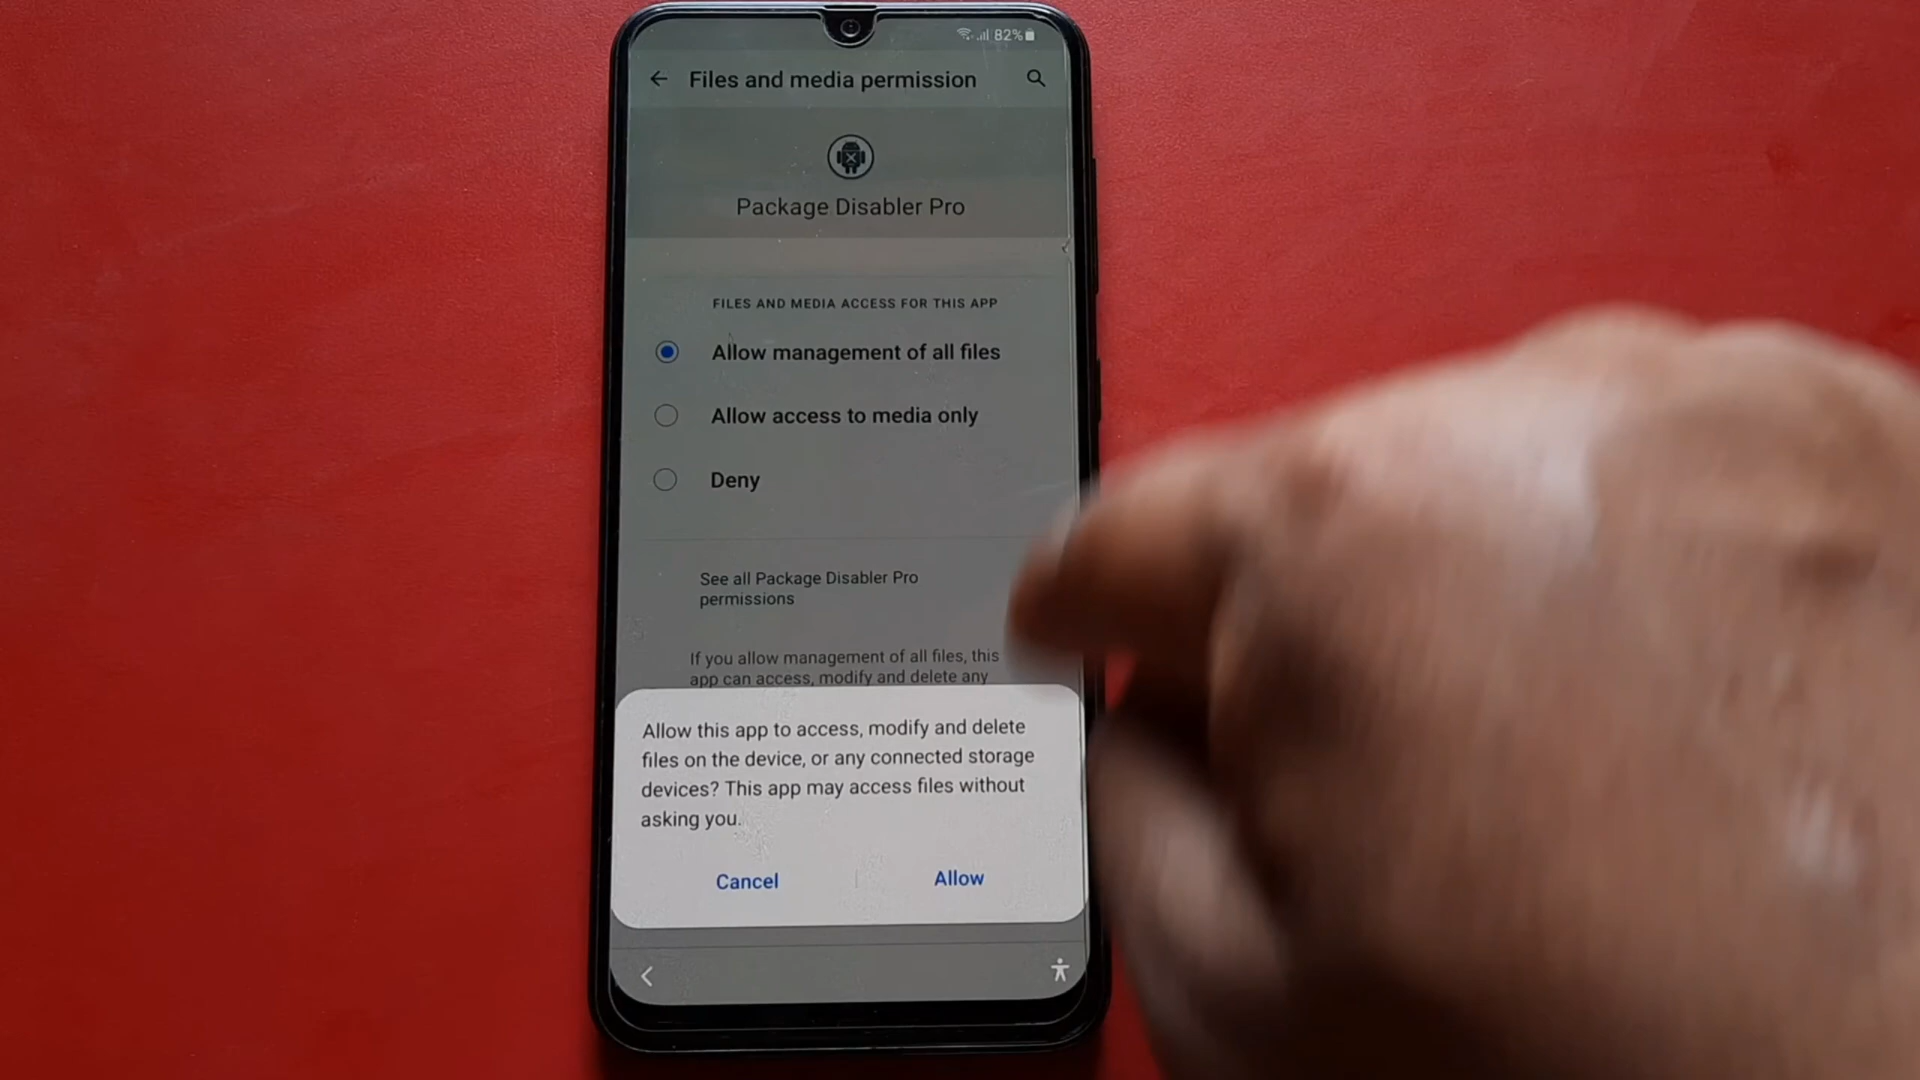 82%
Files and media permission
Package Disabler Pro
FILES AND MEDIA ACCESS FOR THIS APP
Allow management of all files
Allow access to media only
Deny
See all Package Disabler Pro
permissions
If you allow management of all files, this
app can access, modify and delete any
Allow this app to access, modify and delete
files on the device, or any connected storage
devices? This app may access files without
asking you.
Cancel
Allow